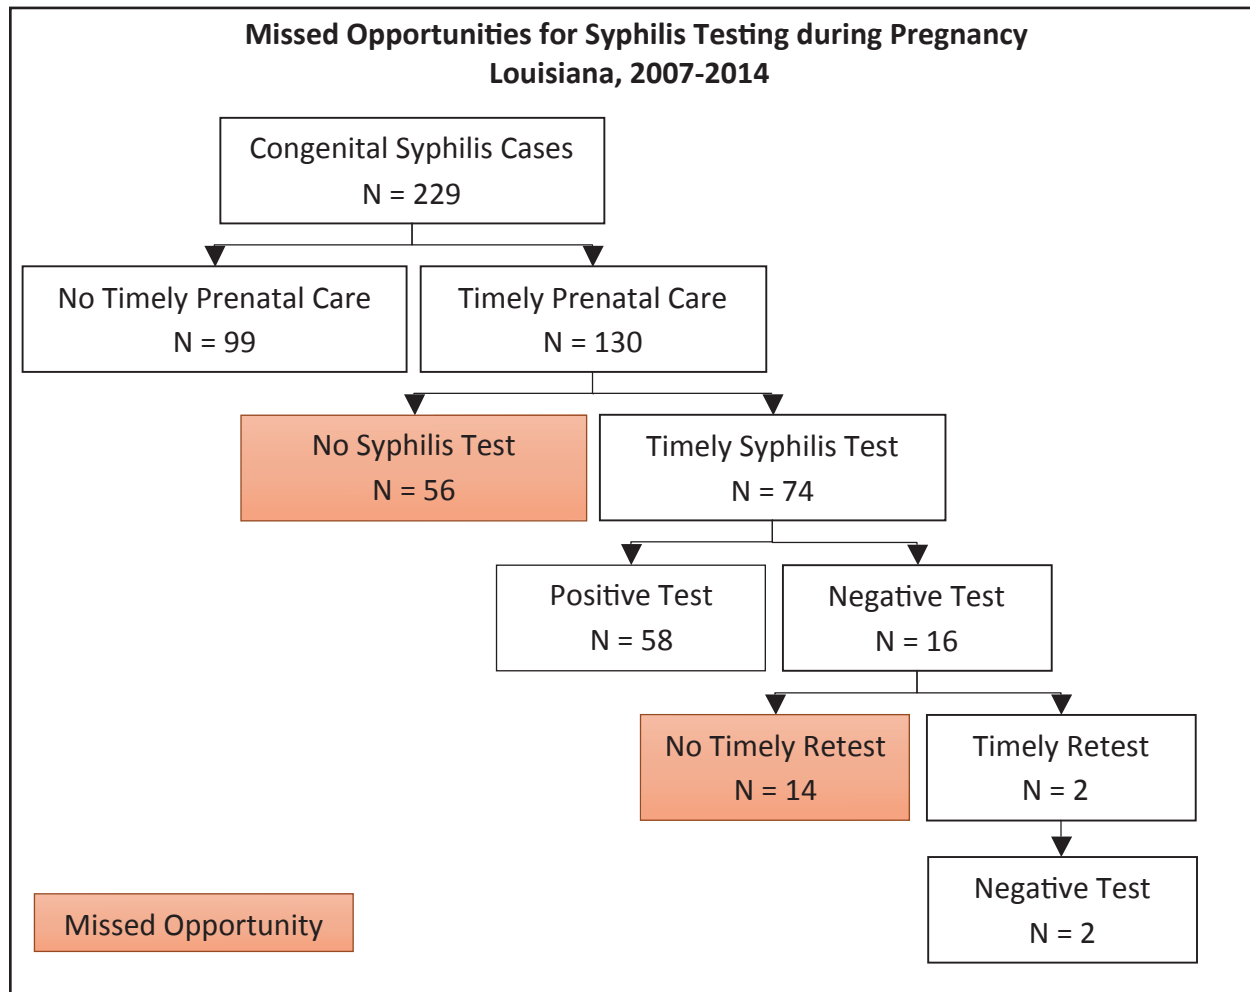 Missed Opportunities for Syphilis Testing during Pregnancy
Louisiana, 2007-2014
Congenital Syphilis Cases
N = 229
No Timely Prenatal Care
N = 99
Timely Prenatal Care
N = 130
No Syphilis Test
N = 56
Timely Syphilis Test
N = 74
Positive Test
N = 58
Negative Test
N = 16
No Timely Retest
N = 14
Timely Retest
N = 2
Negative Test
N = 2
Missed Opportunity